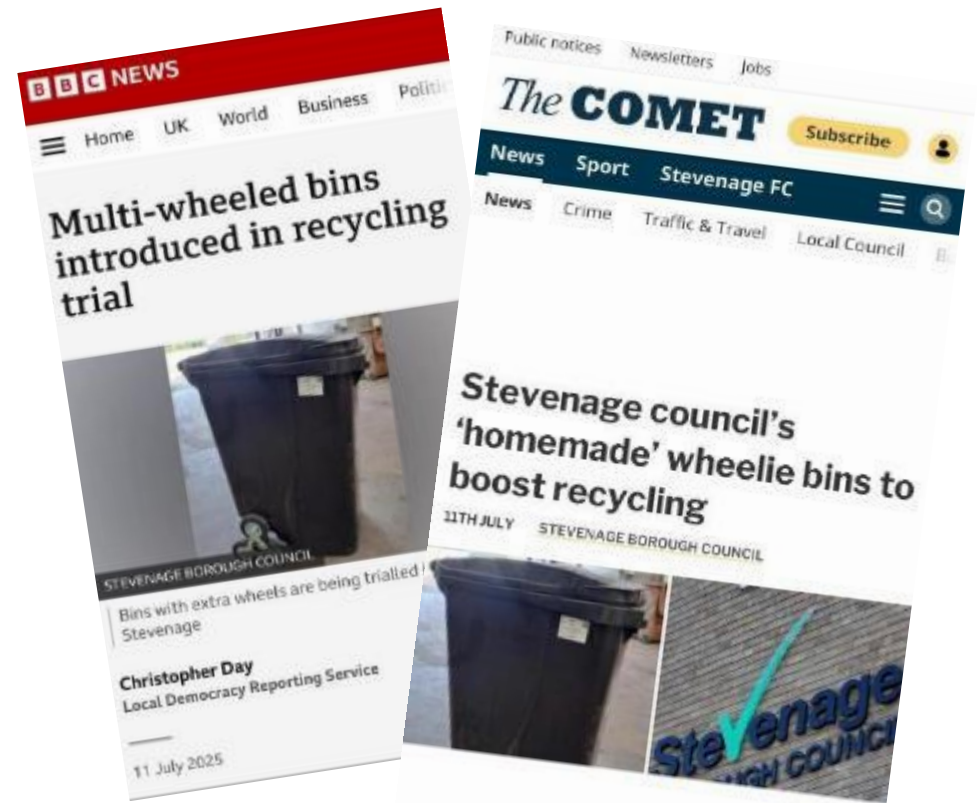 BBC NEWS
Home UK World Business
Multi-wheeled bins
introduced in recycling
trial
STEVENAGE BOROUGH COUNCIL
Bins with extra wheels are being trialled
Stevenage
Christopher Day
Local Democracy Reporting Service
11 July 2025
Public notices Newsletters Jobs
The COMET
Subscribe
News Sport Stevenage FC
News Crime Traffic & Travel Local Council
Stevenage council's
‘homemade’ wheelie bins to
boost recycling
11TH JULY STEVENAGE BOROUGH COUNCIL
Stevenage